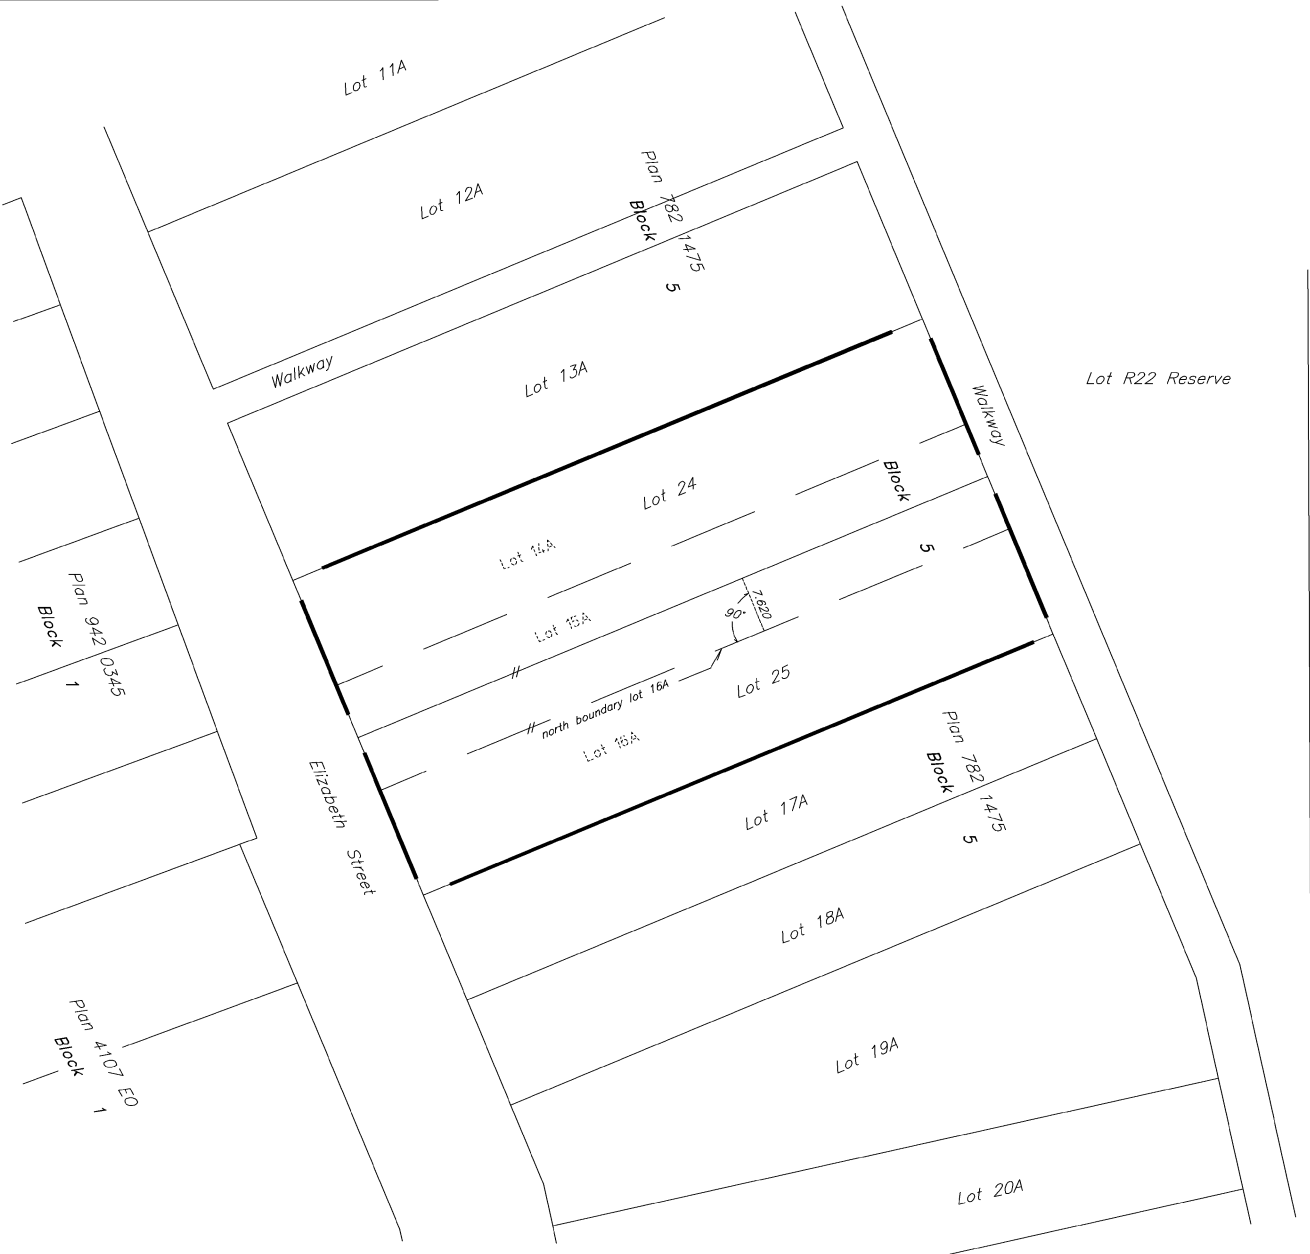 Lot 11A
Lot 12A
Plan 782 1475
Block 5
Walkway
Lot 13A
Lot R22 Reserve
Walkway
Lot 24
Block 5
Lot 14A
Lot 15A
7.620
90°
Lot 25
north boundary lot 16A
Lot 16A
Plan 942 0345
Block 1
Elizabeth Street
Plan 782 1475
Block 5
Lot 17A
Lot 18A
Lot 19A
Plan 4107 EO
Block 1
Lot 20A